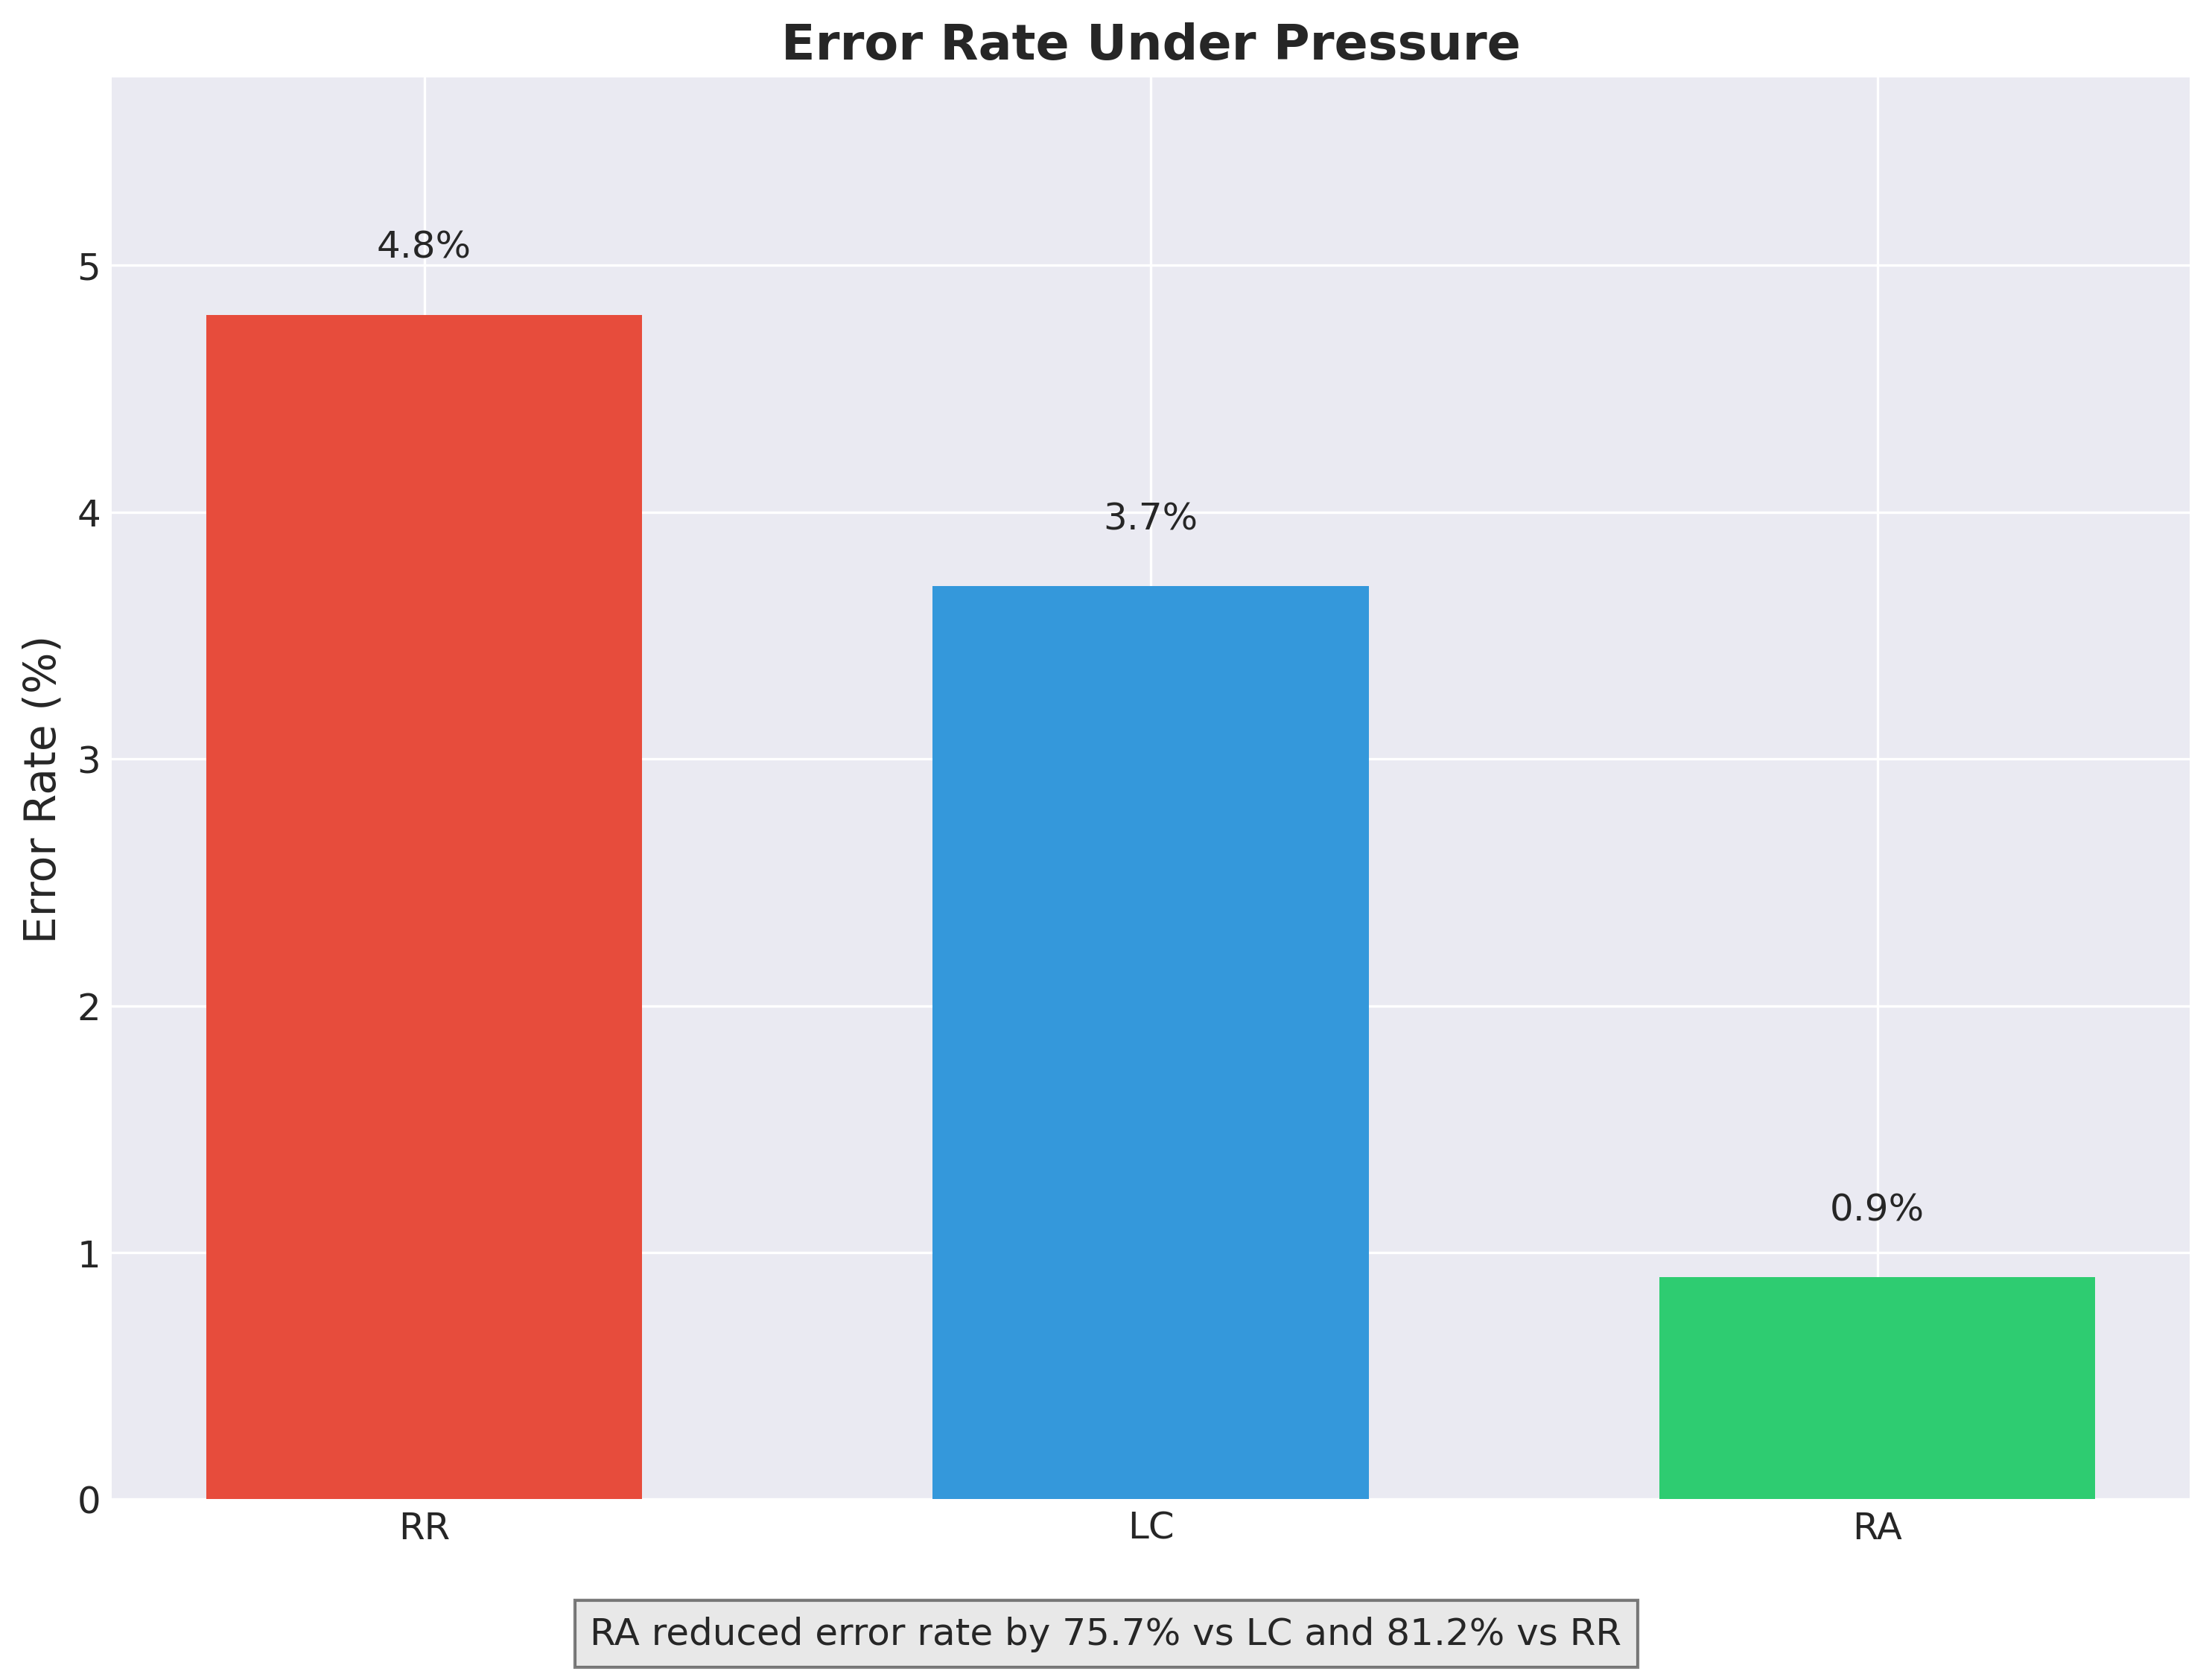 Error Rate Under Pressure
Error Rate (%)
5
4
3
2
1
0
4.8%
3.7%
0.9%
RR
LC
RA
RA reduced error rate by 75.7% vs LC and 81.2% vs RR